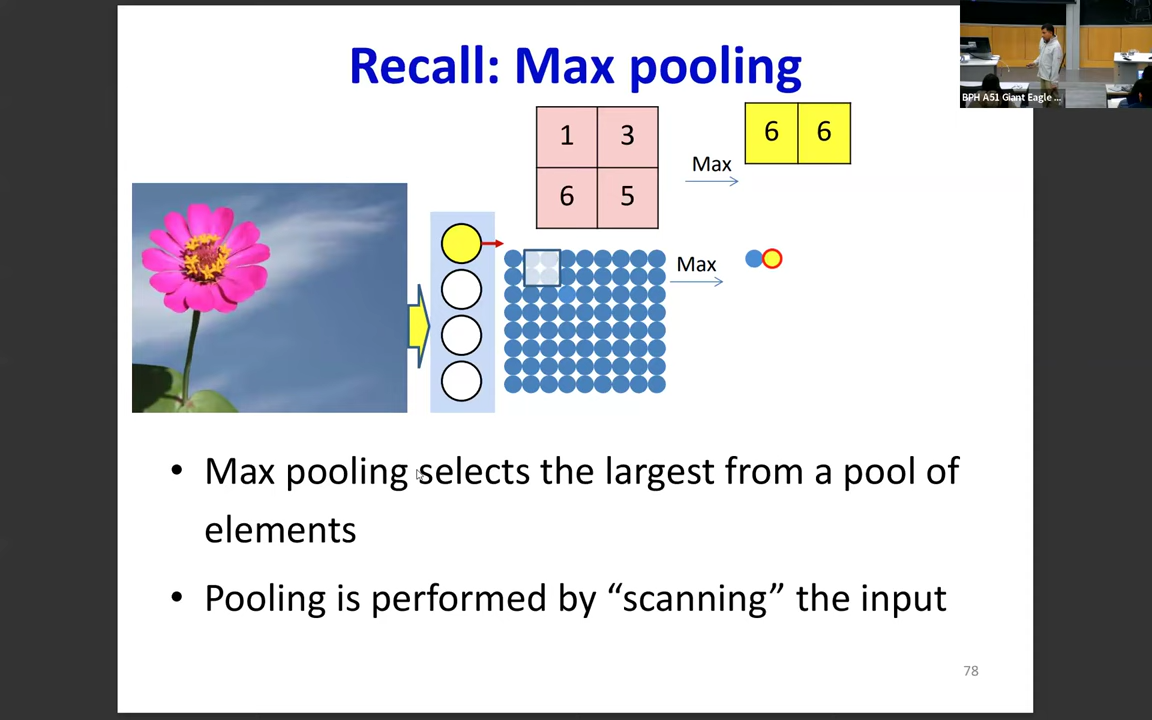 Recall: Max pooling
BPH A51 Giant Eagle ...
1 3
6 5
Max
6 6
Max
• Max pooling selects the largest from a pool of
elements
• Pooling is performed by “scanning” the input
78